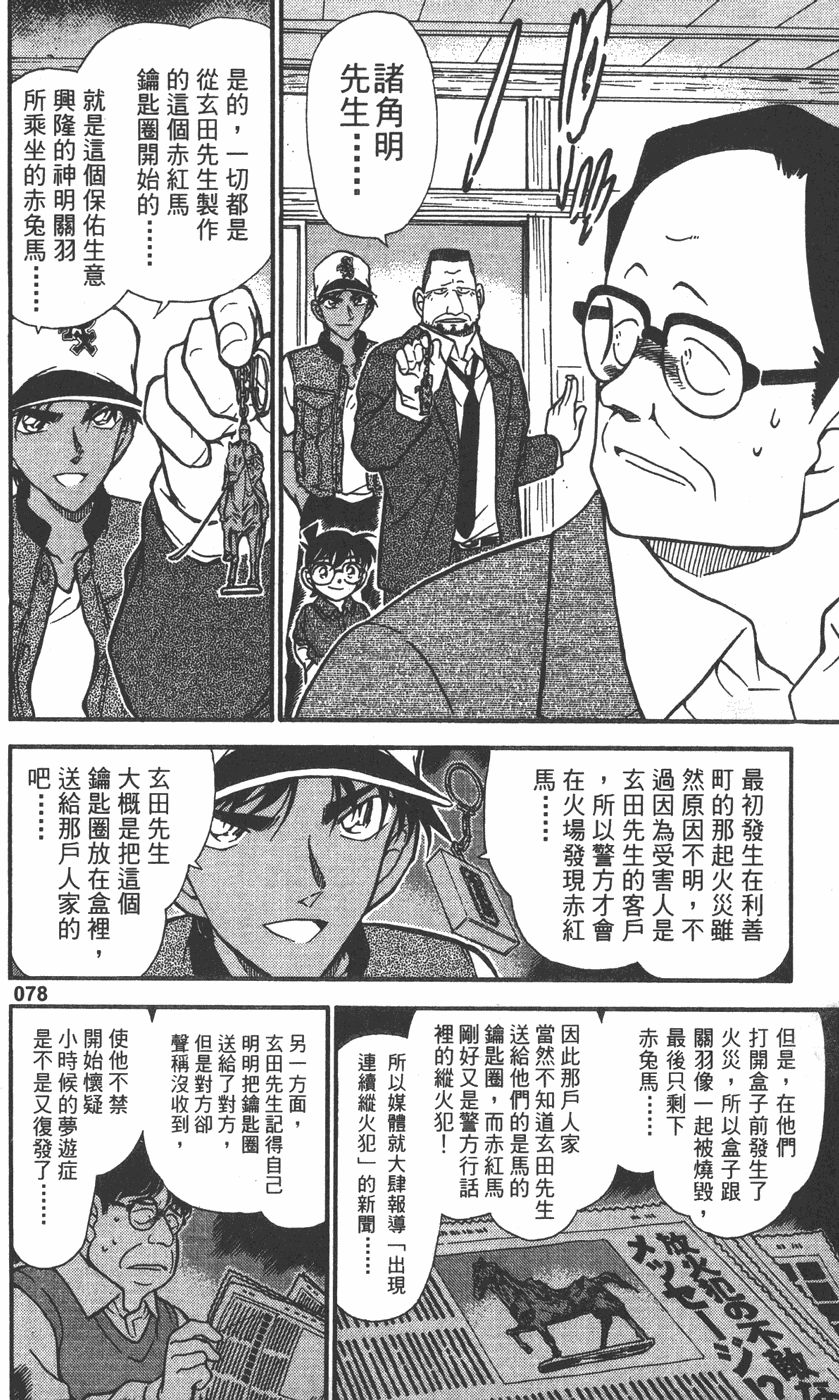 諸角明
先生……
是的，一切都是
從玄田先生製作
的這個赤紅馬
鑰匙圈開始的……
就是這個保佑生意
興隆的神明關羽
所乘坐的赤兔馬……
最初發生在利善
町的那起火災雖
然原因不明，不
過因為受害人是
玄田先生的客戶
，所以警方才會
在火場發現赤紅
馬……
玄田先生
大概是把這個
鑰匙圈放在盒裡，
送給那戶人家的
吧……
078
但是，在他們
打開盒子前發生了
火災，所以盒子跟
關羽像一起被燒毀，
最後只剩下
赤兔馬……
因此那戶人家
當然不知道玄田先生
送給他們的是馬的
鑰匙圈，而赤紅馬
剛好又是警方行話
裡的縱火犯！
所以媒體就大肆報導「出現
連續縱火犯」的新聞……
放火犯の不敵
メッセージ
另一方面，
玄田先生記得自己
明明把鑰匙圈
送給了對方，
但是對方卻
聲稱沒收到，
使他不禁
開始懷疑
小時候的夢遊症
是不是又復發了……